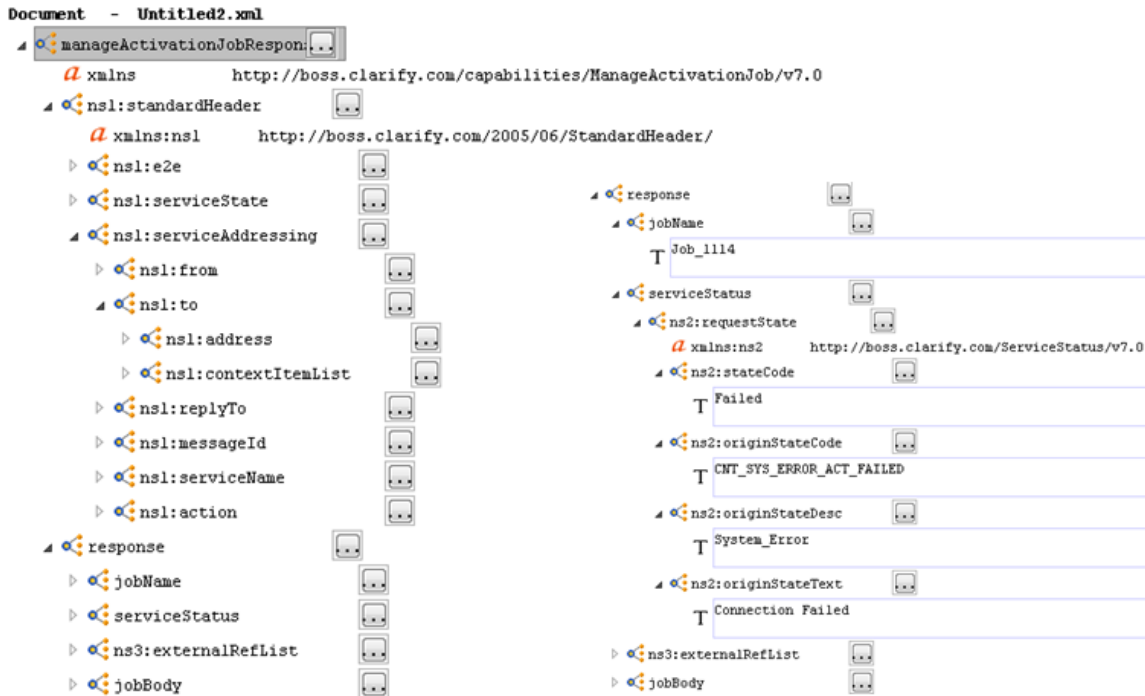 Document - Untitled2.xml
manageActivationJobRespon
a xmlns http://boss.clarify.com/capabilities/ManageActivationJob/v7.0
ns1:standardHeader
a xmlns:ns1 http://boss.clarify.com/2005/06/StandardHeader/
ns1:e2e
ns1:serviceState
ns1:serviceAddressing
ns1:from
ns1:to
ns1:address
ns1:contextItemList
ns1:replyTo
ns1:messageId
ns1:serviceName
ns1:action
response
jobName
serviceStatus
ns3:externalRefList
jobBody
response
jobName
T Job_1114
serviceStatus
ns2:requestState
a xmlns:ns2 http://boss.clarify.com/ServiceStatus/v7.0
ns2:stateCode
T Failed
ns2:originStateCode
T CNT_SYS_ERROR_ACT_FAILED
ns2:originStateDesc
T System_Error
ns2:originStateText
T Connection Failed
ns3:externalRefList
jobBody